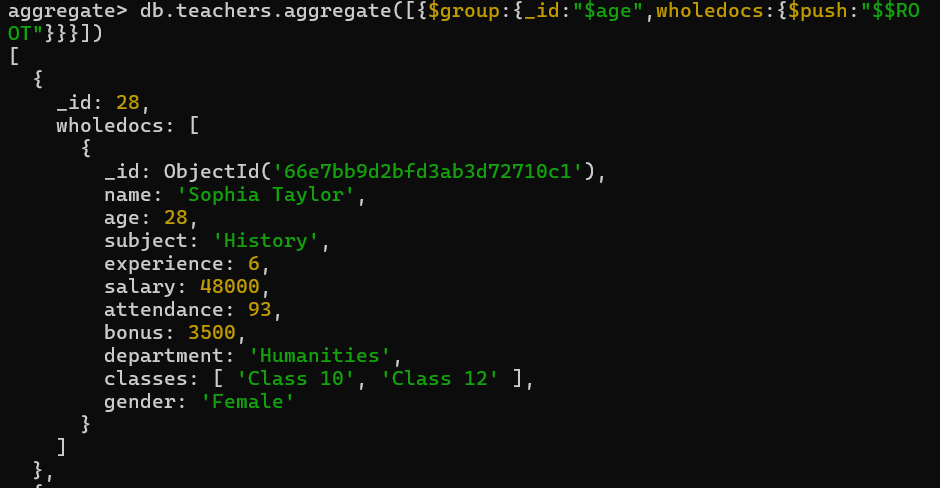 aggregate> db.teachers.aggregate([{$group:{_id:"$age",wholedocs:{$push:"$$RO
OT"}}}])
[
  {
    _id: 28,
    wholedocs: [
      {
        _id: ObjectId('66e7bb9d2bfd3ab3d72710c1'),
        name: 'Sophia Taylor',
        age: 28,
        subject: 'History',
        experience: 6,
        salary: 48000,
        attendance: 93,
        bonus: 3500,
        department: 'Humanities',
        classes: [ 'Class 10', 'Class 12' ],
        gender: 'Female'
      }
    ]
  },
  {